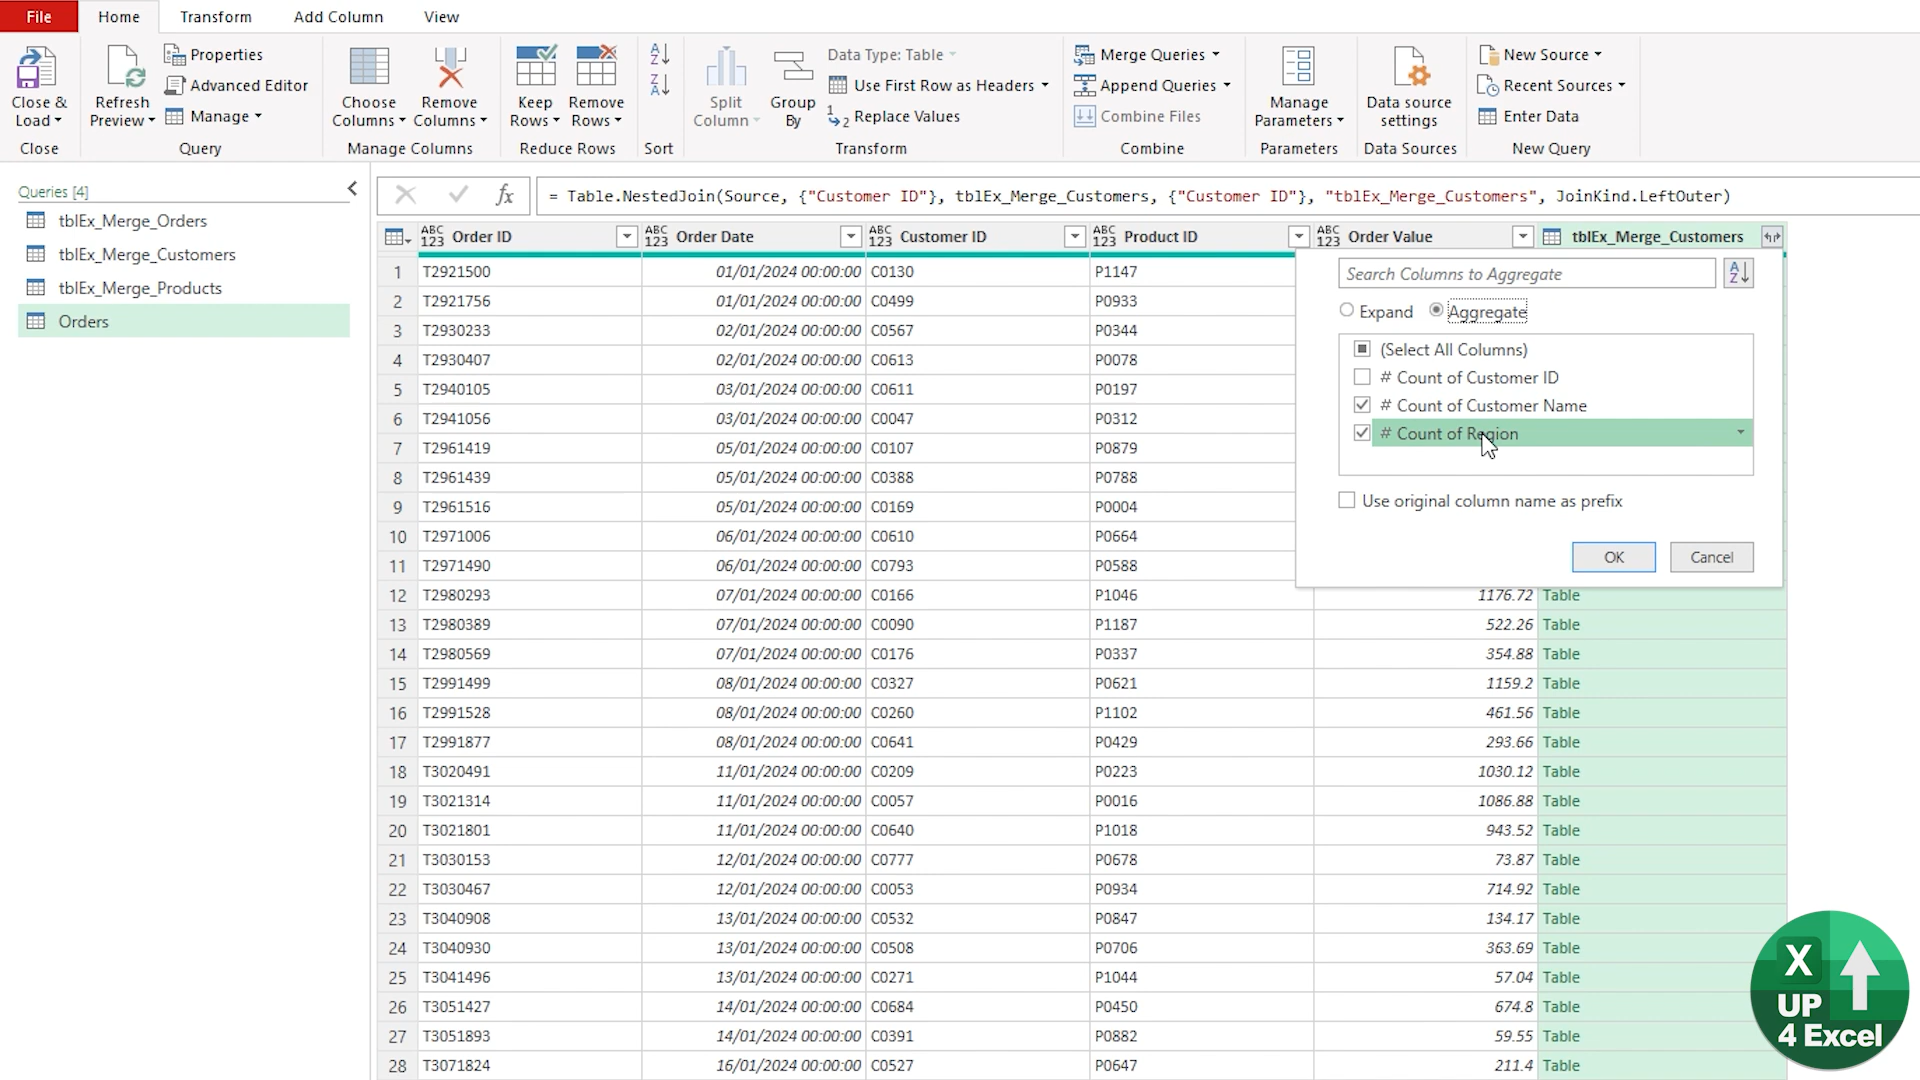 File Home Transform Add Column View
Close & Load
Close
Refresh Preview
Properties
Advanced Editor
Manage
Query
Choose Columns
Remove Columns
Manage Columns
Keep Rows
Remove Rows
Reduce Rows
A Z
Z A
Sort
Split Column
Group By
Data Type: Table
Use First Row as Headers
1 2 Replace Values
Transform
Merge Queries
Append Queries
Combine Files
Combine
Manage Parameters
Parameters
Data source settings
Data Sources
New Source
Recent Sources
Enter Data
New Query
Queries [4]
tblEx_Merge_Orders
tblEx_Merge_Customers
tblEx_Merge_Products
Orders
fx = Table.NestedJoin(Source, {"Customer ID"}, tblEx_Merge_Customers, {"Customer ID"}, "tblEx_Merge_Customers", JoinKind.LeftOuter)
ABC 123 Order ID ABC 123 Order Date ABC 123 Customer ID ABC 123 Product ID ABC 123 Order Value tblEx_Merge_Customers
1 T2921500 01/01/2024 00:00:00 C0130 P1147
2 T2921756 01/01/2024 00:00:00 C0499 P0933
3 T2930233 02/01/2024 00:00:00 C0567 P0344
4 T2930407 02/01/2024 00:00:00 C0613 P0078
5 T2940105 03/01/2024 00:00:00 C0611 P0197
6 T2941056 03/01/2024 00:00:00 C0047 P0312
7 T2961419 05/01/2024 00:00:00 C0107 P0879
8 T2961439 05/01/2024 00:00:00 C0388 P0788
9 T2961516 05/01/2024 00:00:00 C0169 P0004
10 T2971006 06/01/2024 00:00:00 C0610 P0664
11 T2971490 06/01/2024 00:00:00 C0793 P0588
12 T2980293 07/01/2024 00:00:00 C0166 P1046 1176.72 Table
13 T2980389 07/01/2024 00:00:00 C0090 P1187 522.26 Table
14 T2980569 07/01/2024 00:00:00 C0176 P0337 354.88 Table
15 T2991499 08/01/2024 00:00:00 C0327 P0621 1159.2 Table
16 T2991528 08/01/2024 00:00:00 C0260 P1102 461.56 Table
17 T2991877 08/01/2024 00:00:00 C0641 P0429 293.66 Table
18 T3020491 11/01/2024 00:00:00 C0209 P0223 1030.12 Table
19 T3021314 11/01/2024 00:00:00 C0057 P0016 1086.88 Table
20 T3021801 11/01/2024 00:00:00 C0640 P1018 943.52 Table
21 T3030153 12/01/2024 00:00:00 C0777 P0678 73.87 Table
22 T3030467 12/01/2024 00:00:00 C0053 P0934 714.92 Table
23 T3040908 13/01/2024 00:00:00 C0532 P0847 134.17 Table
24 T3040930 13/01/2024 00:00:00 C0508 P0706 363.69 Table
25 T3041496 13/01/2024 00:00:00 C0271 P1044 57.04 Table
26 T3051427 14/01/2024 00:00:00 C0684 P0450 674.8 Table
27 T3051893 14/01/2024 00:00:00 C0391 P0882 59.55 Table
28 T3071824 16/01/2024 00:00:00 C0527 P0647 211.4 Table
Search Columns to Aggregate
A Z
Expand Aggregate
(Select All Columns)
# Count of Customer ID
# Count of Customer Name
# Count of Region
Use original column name as prefix
OK Cancel
X
UP
4 Excel